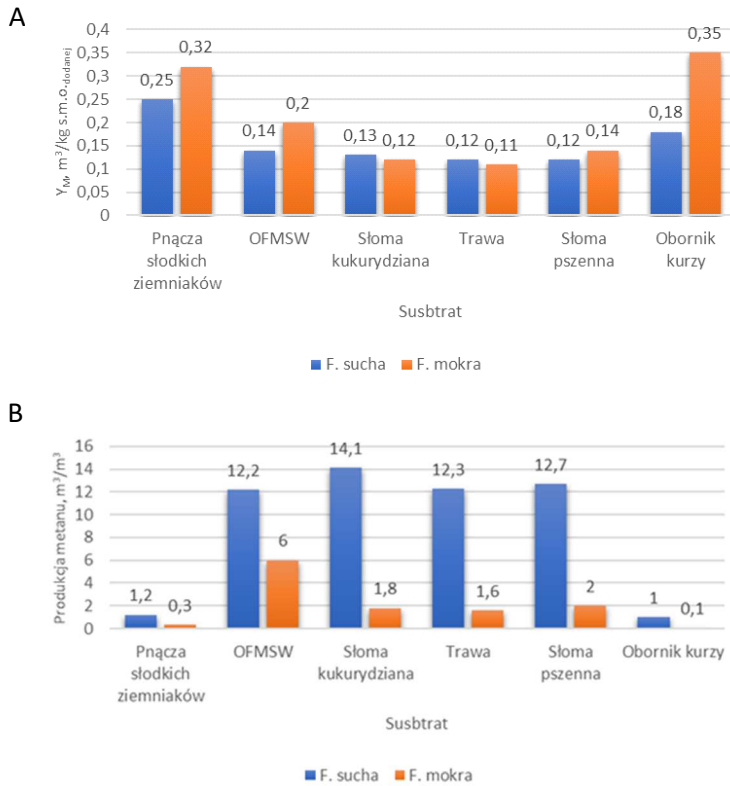 A
0,4
0,35
0,3
0,25
0,2
0,15
0,1
0,05
0
Y_M, m³/kg s.m.o._dodanej
0,25 0,32
0,14 0,2
0,13 0,12
0,12 0,11
0,12 0,14
0,18 0,35
Pnącza
słodkich
ziemniaków
OFMSW
Słoma
kukurydziana
Trawa
Słoma
pszenna
Obornik
kurzy
Susbtrat
F. sucha F. mokra
B
16
14
12
10
8
6
4
2
0
Produkcja metanu, m³/m³
1,2 0,3
12,2 6
14,1 1,8
12,3 1,6
12,7 2
1 0,1
Pnącza
słodkich
ziemniaków
OFMSW
Słoma
kukurydziana
Trawa
Słoma
pszenna
Obornik kurzy
Susbtrat
F. sucha F. mokra